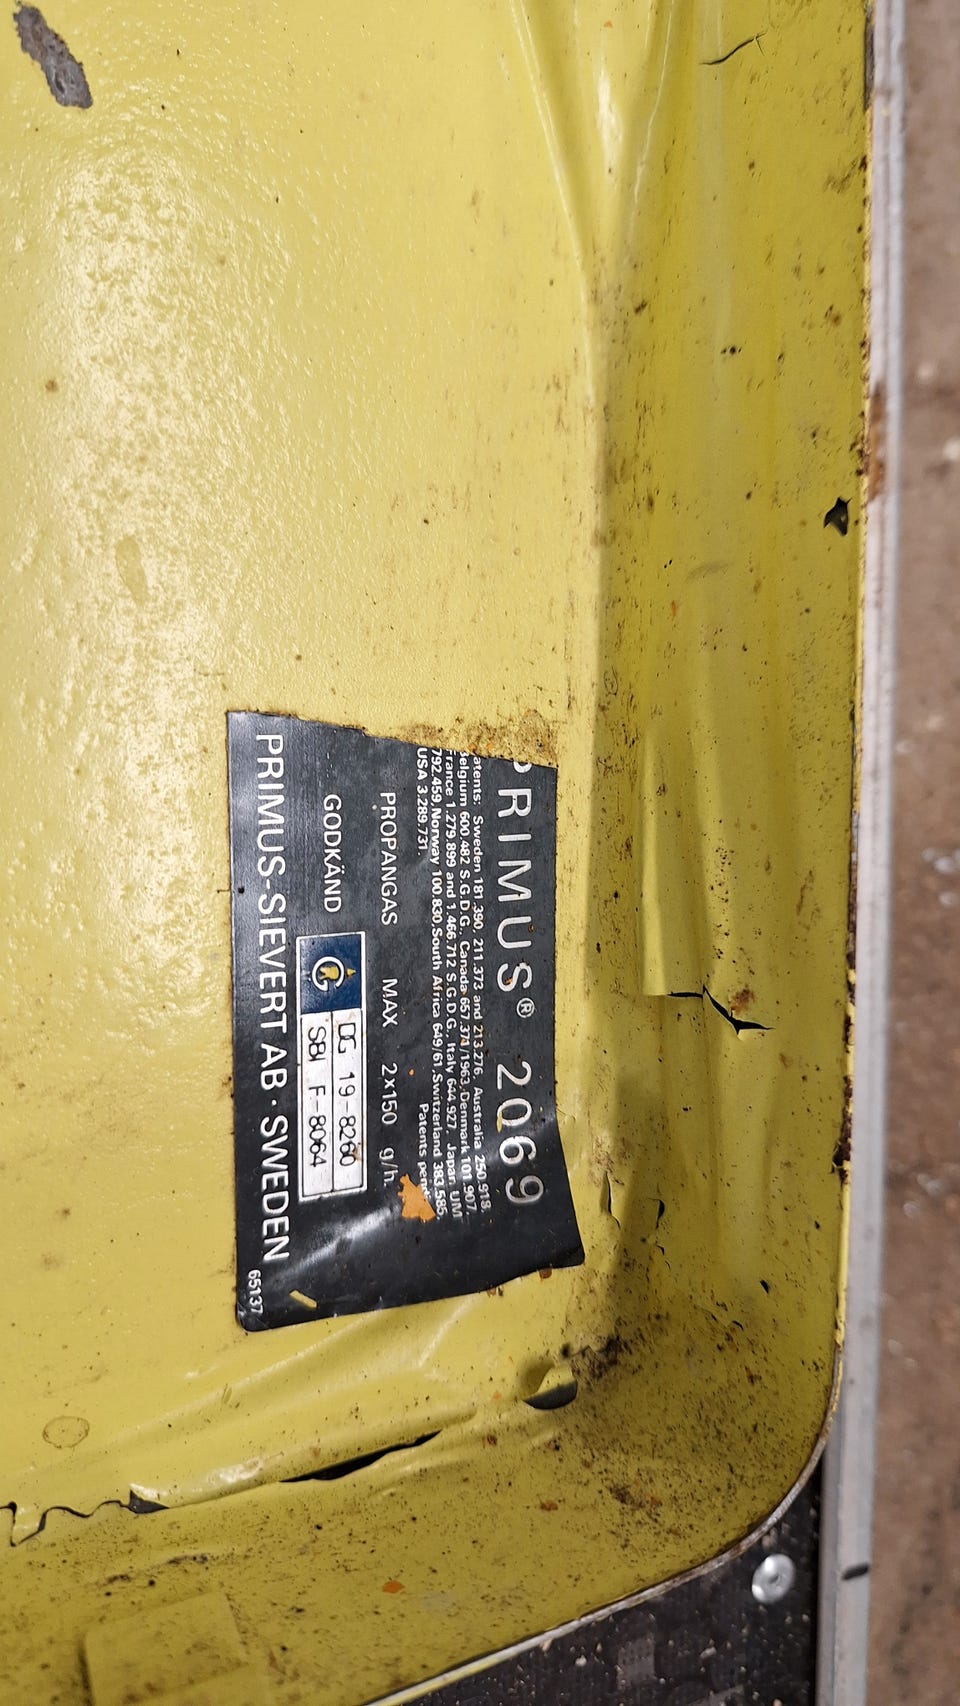 PRIMUS® 2069
atents: Sweden 181.390, 211.373 and 213.276, Australia 250.918,
Belgium 600.482 S.G.D.G., Canada 657.374/1963, Denmark 101.907,
France 1.279.899 and 1.466.712 S.G.D.G., Italy 644.927, Japan, UM
792.459, Norway 100.830, South Africa 649/61, Switzerland 383.585,
USA 3.289.731. Patents pend
PROPANGAS MAX 2x150 g/h.
GODKÄND G DG 19-8260
SBI F-8064
PRIMUS-SIEVERT AB · SWEDEN 65137